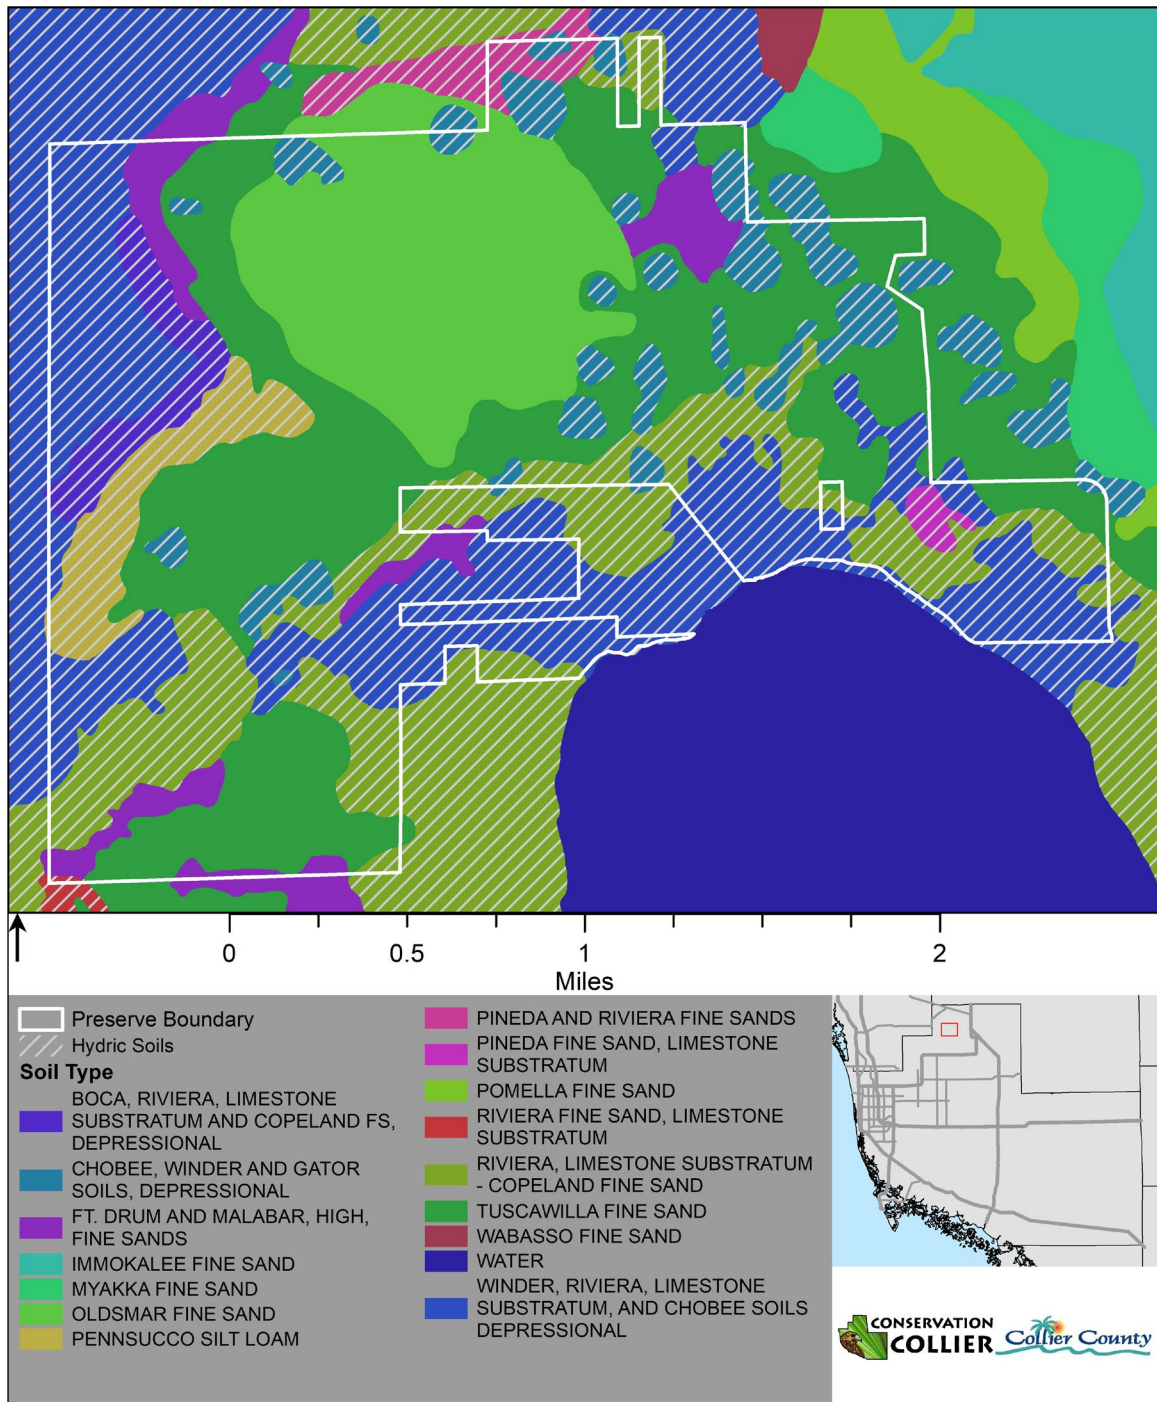 0 0.5 1 2
Miles
Preserve Boundary
Hydric Soils
Soil Type
BOCA, RIVIERA, LIMESTONE
SUBSTRATUM AND COPELAND FS,
DEPRESSIONAL
CHOBEE, WINDER AND GATOR
SOILS, DEPRESSIONAL
FT. DRUM AND MALABAR, HIGH,
FINE SANDS
IMMOKALEE FINE SAND
MYAKKA FINE SAND
OLDSMAR FINE SAND
PENNSUCCO SILT LOAM
PINEDA AND RIVIERA FINE SANDS
PINEDA FINE SAND, LIMESTONE
SUBSTRATUM
POMELLA FINE SAND
RIVIERA FINE SAND, LIMESTONE
SUBSTRATUM
RIVIERA, LIMESTONE SUBSTRATUM
- COPELAND FINE SAND
TUSCAWILLA FINE SAND
WABASSO FINE SAND
WATER
WINDER, RIVIERA, LIMESTONE
SUBSTRATUM, AND CHOBEE SOILS
DEPRESSIONAL
CONSERVATION
COLLIER
Collier County